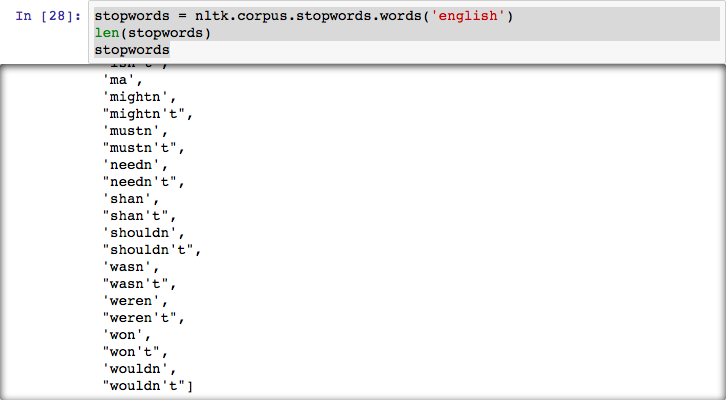 In [28]: stopwords = nltk.corpus.stopwords.words('english')
len(stopwords)
stopwords
'ma',
'mightn',
"mightn't",
'mustn',
"mustn't",
'needn',
"needn't",
'shan',
"shan't",
'shouldn',
"shouldn't",
'wasn',
"wasn't",
'weren',
"weren't",
'won',
"won't",
'wouldn',
"wouldn't"]